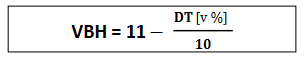 VBH = 11 − DT [v %] / 10